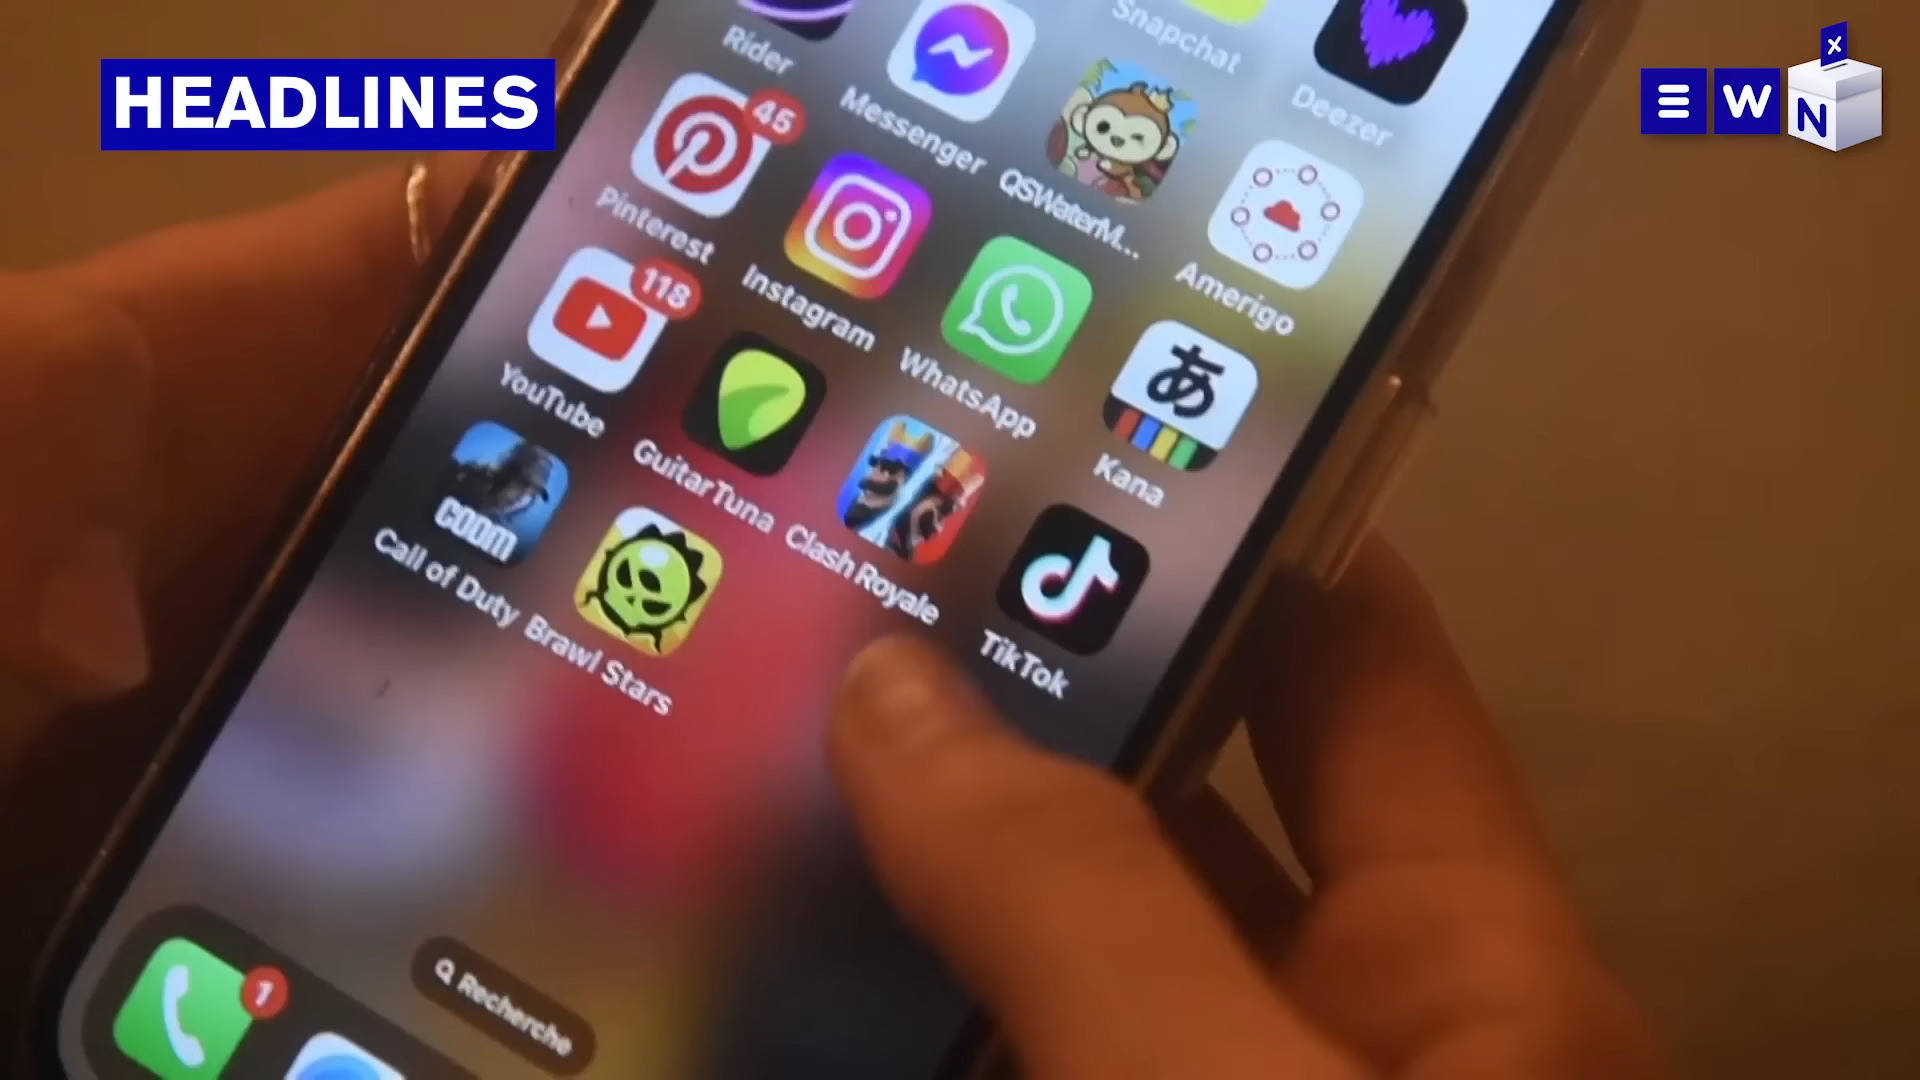 HEADLINES
EWN
X
Rider
Messenger
Snapchat
Deezer
45
Pinterest
Instagram
QSWaterM...
Amerigo
118
YouTube
GuitarTuna
WhatsApp
あ
Kana
CODM
Call of Duty
Brawl Stars
Clash Royale
TikTok
1
Recherche